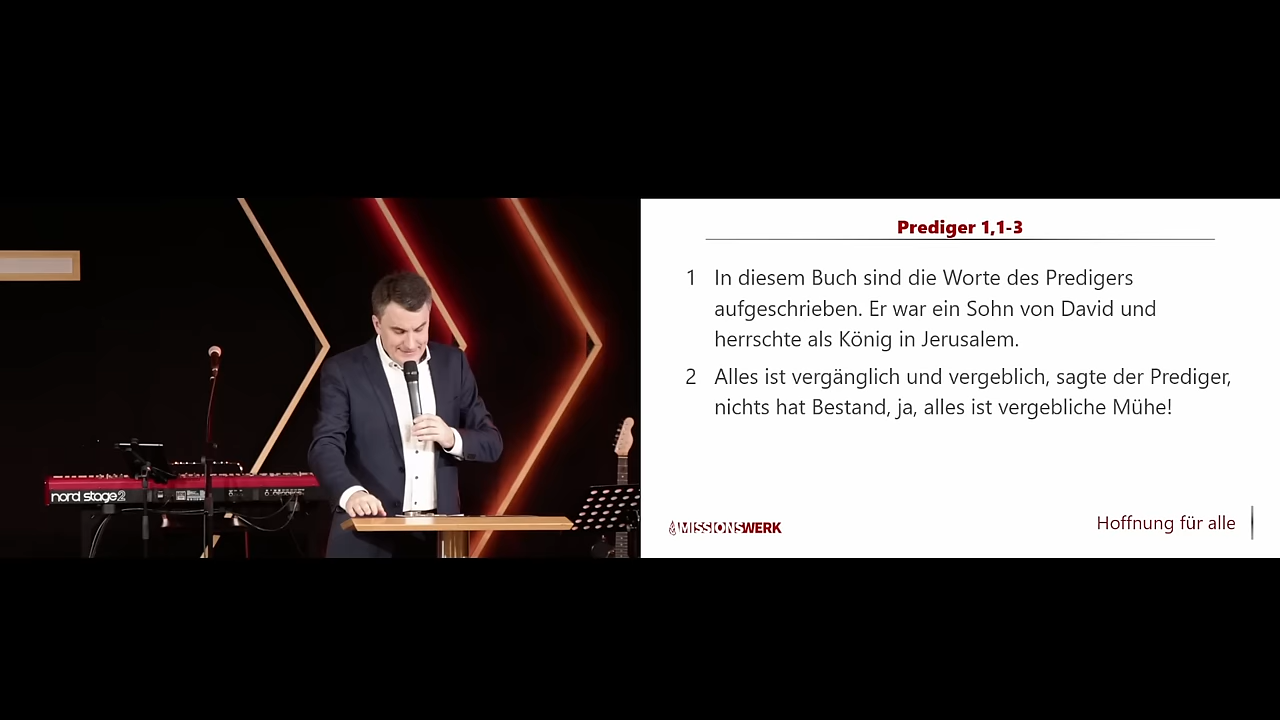 nord stage 2
Prediger 1,1-3
1 In diesem Buch sind die Worte des Predigers
aufgeschrieben. Er war ein Sohn von David und
herrschte als König in Jerusalem.
2 Alles ist vergänglich und vergeblich, sagte der Prediger,
nichts hat Bestand, ja, alles ist vergebliche Mühe!
MISSIONSWERK
Hoffnung für alle